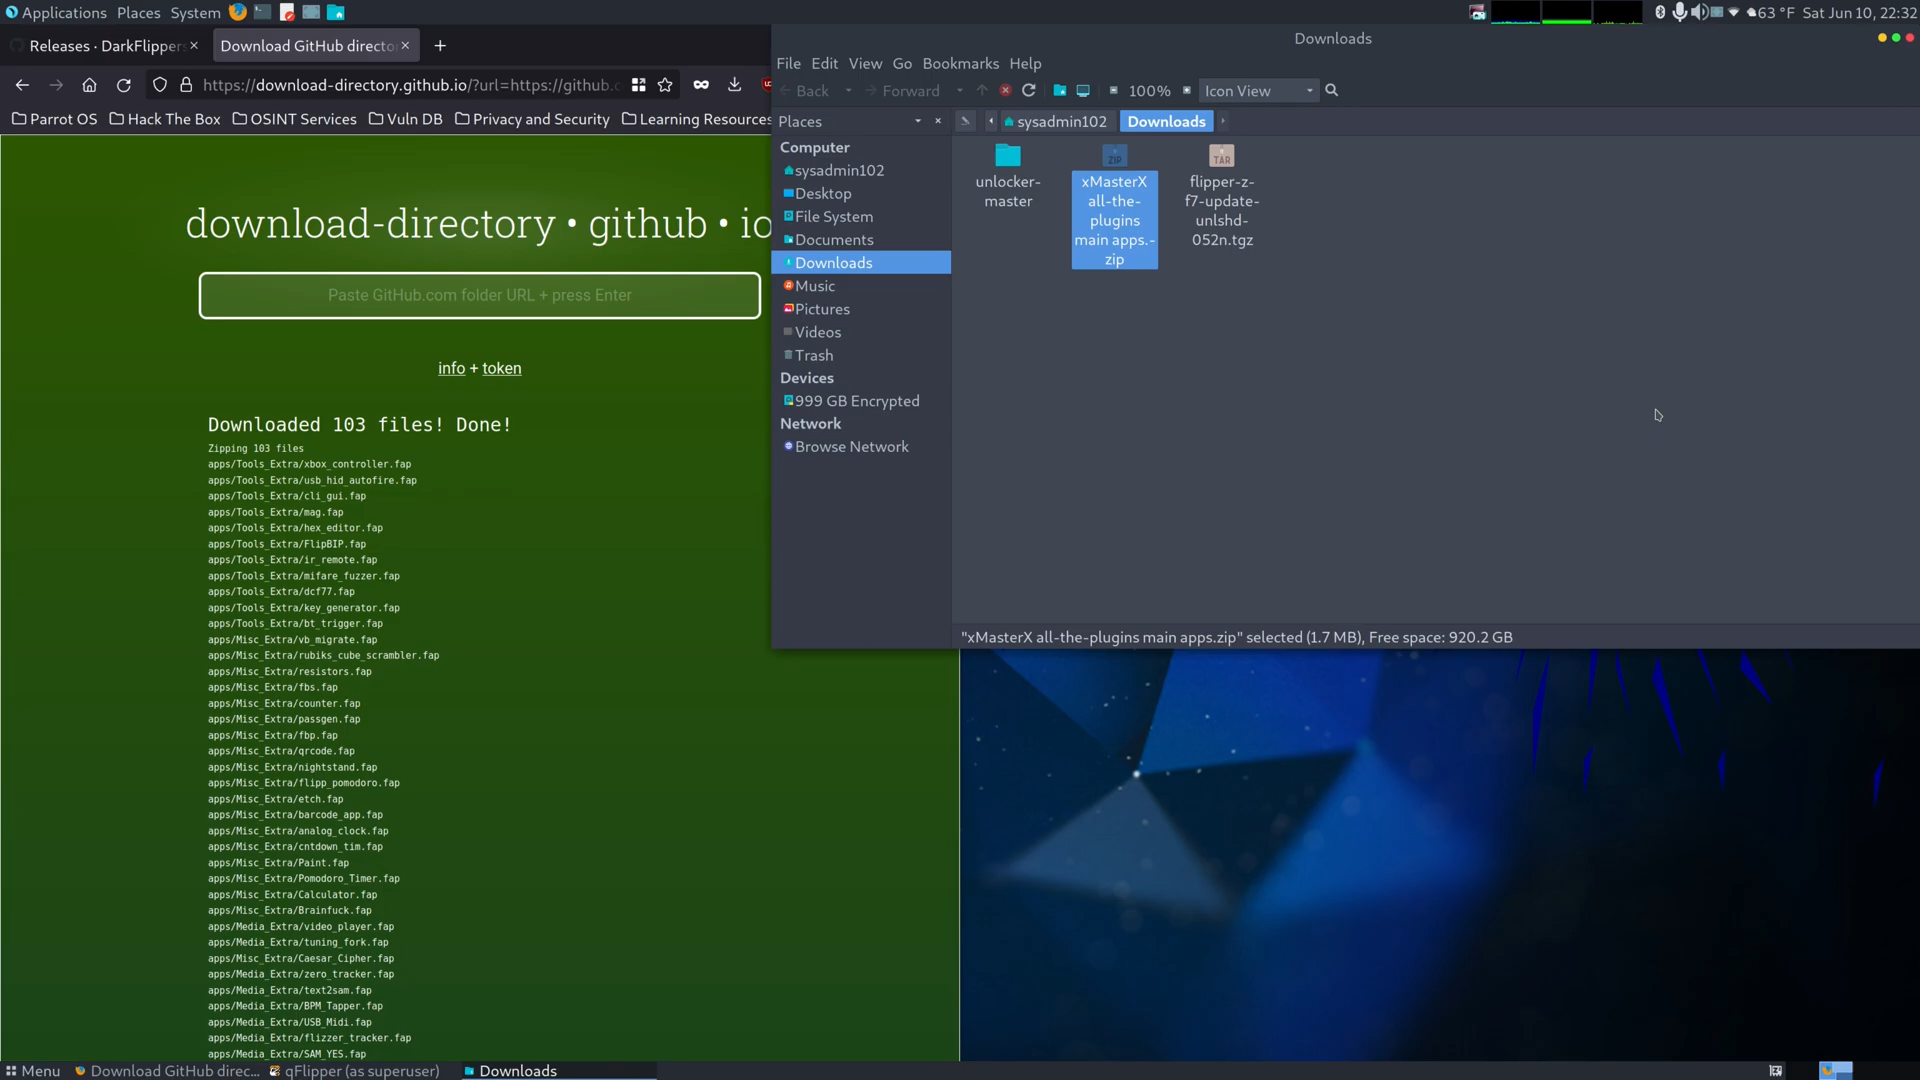 Applications Places System
63 °F Sat Jun 10, 22:32
Releases · DarkFlipper
Download GitHub directo
https://download-directory.github.io/?url=https://github.c
Parrot OS Hack The Box OSINT Services Vuln DB Privacy and Security Learning Resources
download-directory • github • io
Paste GitHub.com folder URL + press Enter
info + token
Downloaded 103 files! Done!
Zipping 103 files
apps/Tools_Extra/xbox_controller.fap
apps/Tools_Extra/usb_hid_autofire.fap
apps/Tools_Extra/cli_gui.fap
apps/Tools_Extra/mag.fap
apps/Tools_Extra/hex_editor.fap
apps/Tools_Extra/FlipBIP.fap
apps/Tools_Extra/ir_remote.fap
apps/Tools_Extra/mifare_fuzzer.fap
apps/Tools_Extra/dcf77.fap
apps/Tools_Extra/key_generator.fap
apps/Tools_Extra/bt_trigger.fap
apps/Misc_Extra/vb_migrate.fap
apps/Misc_Extra/rubiks_cube_scrambler.fap
apps/Misc_Extra/resistors.fap
apps/Misc_Extra/fbs.fap
apps/Misc_Extra/counter.fap
apps/Misc_Extra/passgen.fap
apps/Misc_Extra/fbp.fap
apps/Misc_Extra/qrcode.fap
apps/Misc_Extra/nightstand.fap
apps/Misc_Extra/flipp_pomodoro.fap
apps/Misc_Extra/etch.fap
apps/Misc_Extra/barcode_app.fap
apps/Misc_Extra/analog_clock.fap
apps/Misc_Extra/cntdown_tim.fap
apps/Misc_Extra/Paint.fap
apps/Misc_Extra/Pomodoro_Timer.fap
apps/Misc_Extra/Calculator.fap
apps/Misc_Extra/Brainfuck.fap
apps/Media_Extra/video_player.fap
apps/Media_Extra/tuning_fork.fap
apps/Misc_Extra/Caesar_Cipher.fap
apps/Media_Extra/zero_tracker.fap
apps/Media_Extra/text2sam.fap
apps/Media_Extra/BPM_Tapper.fap
apps/Media_Extra/USB_Midi.fap
apps/Media_Extra/flizzer_tracker.fap
apps/Media_Extra/SAM_YES.fap
Downloads
File Edit View Go Bookmarks Help
Back Forward 100% Icon View
Places
sysadmin102 Downloads
Computer
sysadmin102
Desktop
File System
Documents
Downloads
Music
Pictures
Videos
Trash
Devices
999 GB Encrypted
Network
Browse Network
unlocker-
master
ZIP
xMasterX
all-the-
plugins
main apps.-
zip
TAR
flipper-z-
f7-update-
unlshd-
052n.tgz
"xMasterX all-the-plugins main apps.zip" selected (1.7 MB), Free space: 920.2 GB
Menu Download GitHub direc... qFlipper (as superuser) Downloads